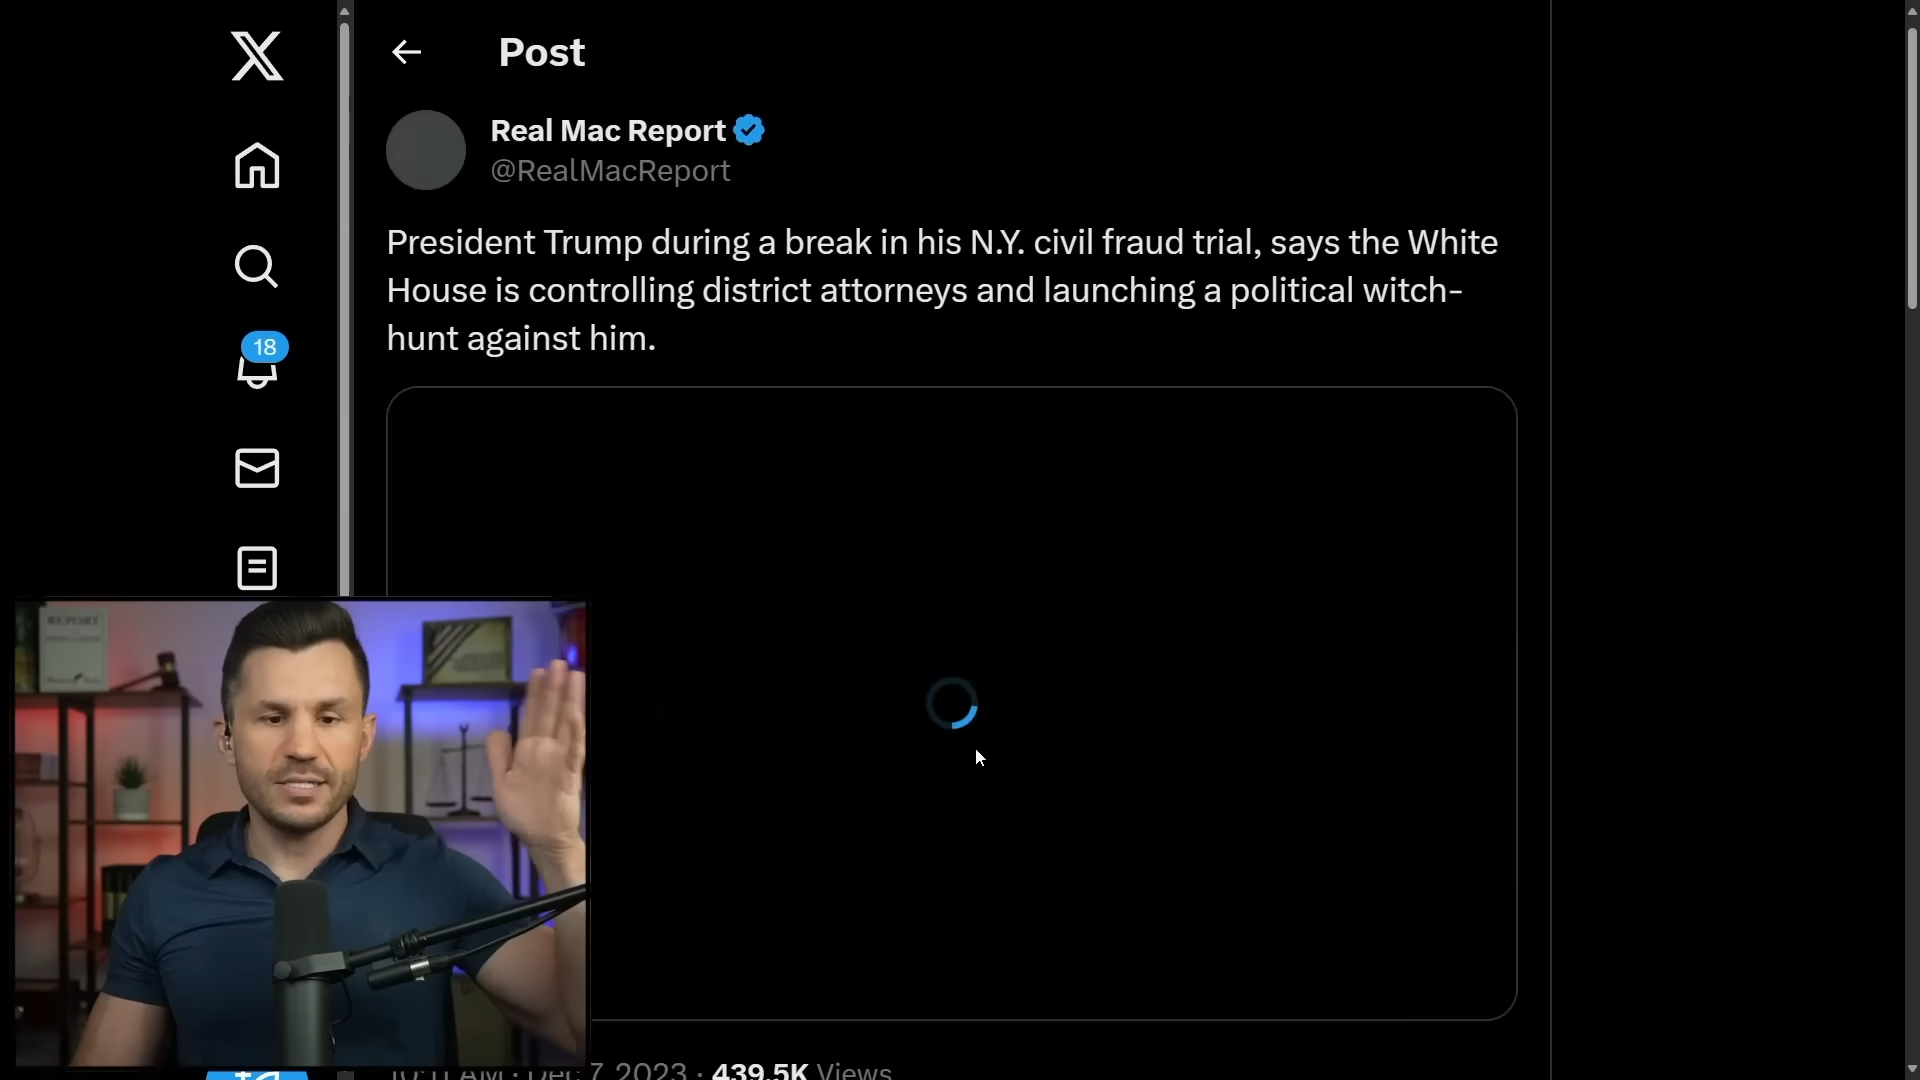 Post
Real Mac Report
@RealMacReport
President Trump during a break in his N.Y. civil fraud trial, says the White
House is controlling district attorneys and launching a political witch-
hunt against him.
18
REPORT
10:11 AM · Dec 7, 2023 · 439.5K Views